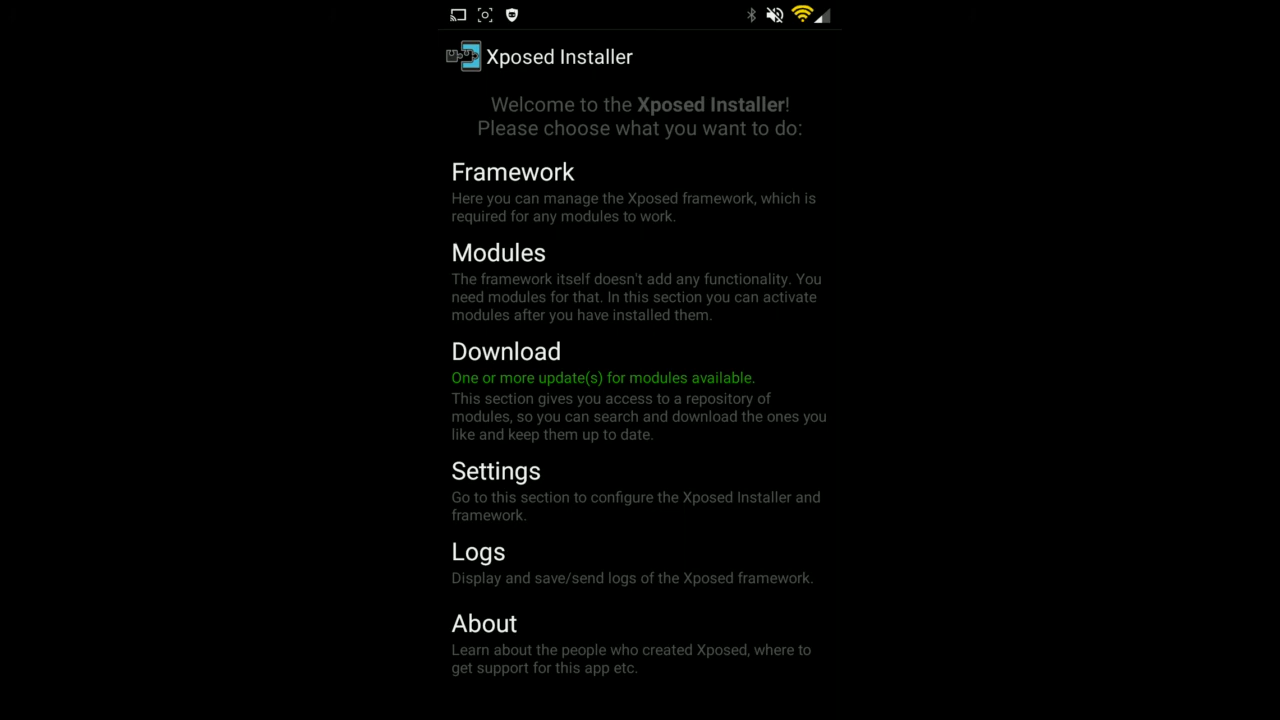 Xposed Installer
Welcome to the Xposed Installer!
Please choose what you want to do:
Framework
Here you can manage the Xposed framework, which is
required for any modules to work.
Modules
The framework itself doesn't add any functionality. You
need modules for that. In this section you can activate
modules after you have installed them.
Download
One or more update(s) for modules available.
This section gives you access to a repository of
modules, so you can search and download the ones you
like and keep them up to date.
Settings
Go to this section to configure the Xposed Installer and
framework.
Logs
Display and save/send logs of the Xposed framework.
About
Learn about the people who created Xposed, where to
get support for this app etc.